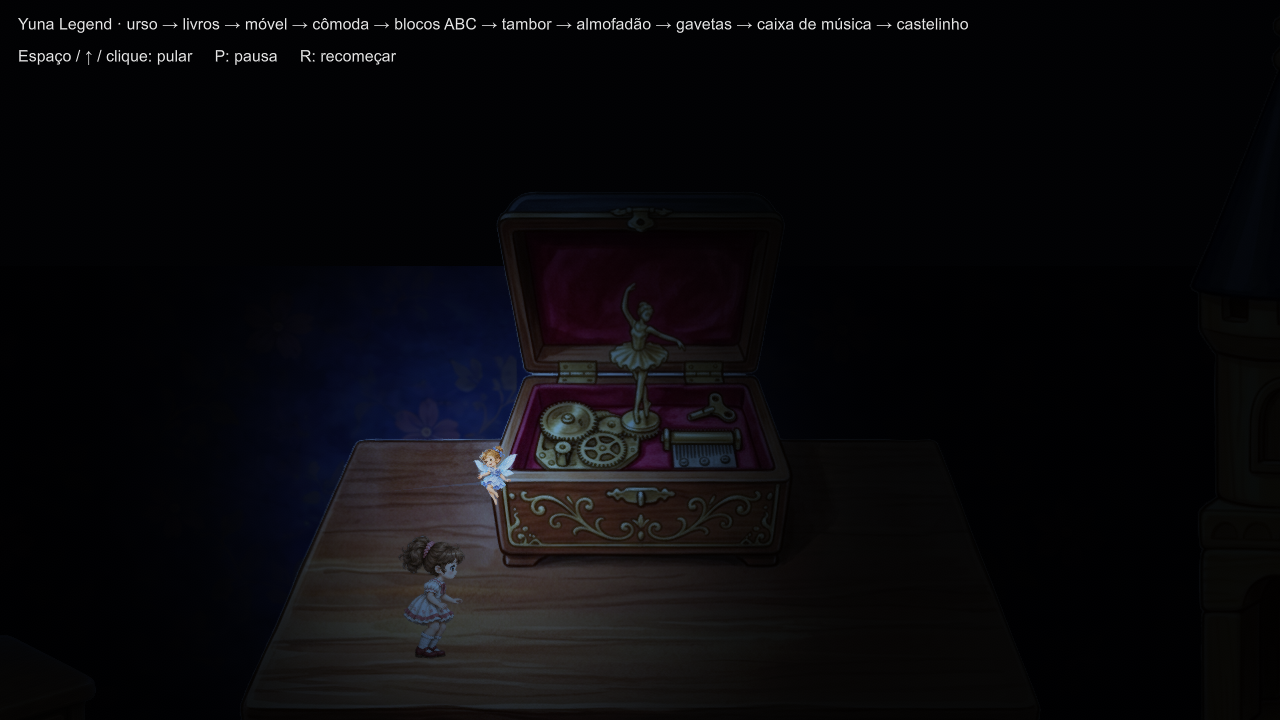 Yuna Legend · urso → livros → móvel → cômoda → blocos ABC → tambor → almofadão → gavetas → caixa de música → castelinho
Espaço / ↑ / clique: pular P: pausa R: recomeçar